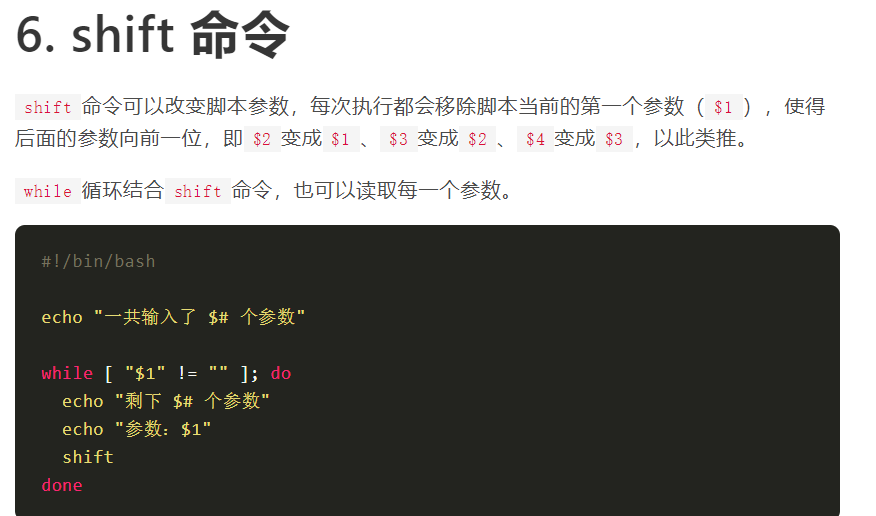 6. shift 命令
shift 命令可以改变脚本参数，每次执行都会移除脚本当前的第一个参数（ $1 ），使得
后面的参数向前一位，即 $2 变成 $1 、 $3 变成 $2 、 $4 变成 $3 ，以此类推。
while 循环结合 shift 命令，也可以读取每一个参数。
#!/bin/bash
echo "一共输入了 $# 个参数"
while [ "$1" != "" ]; do
  echo "剩下 $# 个参数"
  echo "参数：$1"
  shift
done